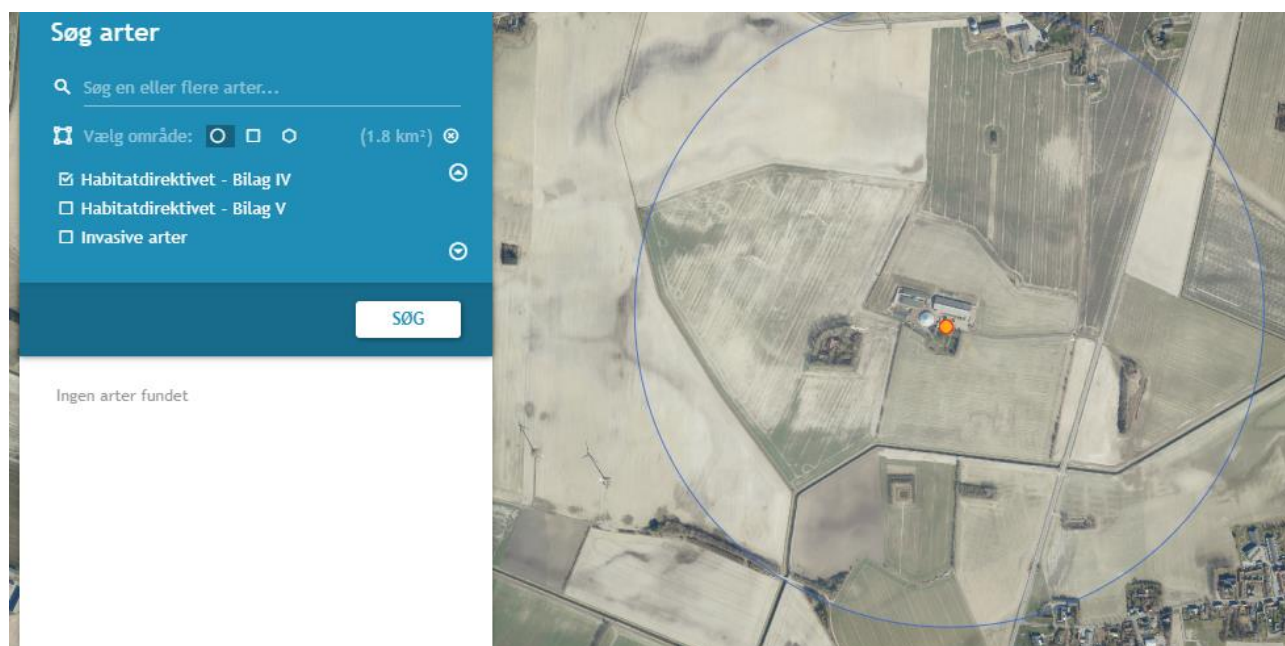 Søg arter
Søg en eller flere arter...
Vælg område: (1.8 km²)
Habitatdirektivet - Bilag IV
Habitatdirektivet - Bilag V
Invasive arter
SØG
Ingen arter fundet